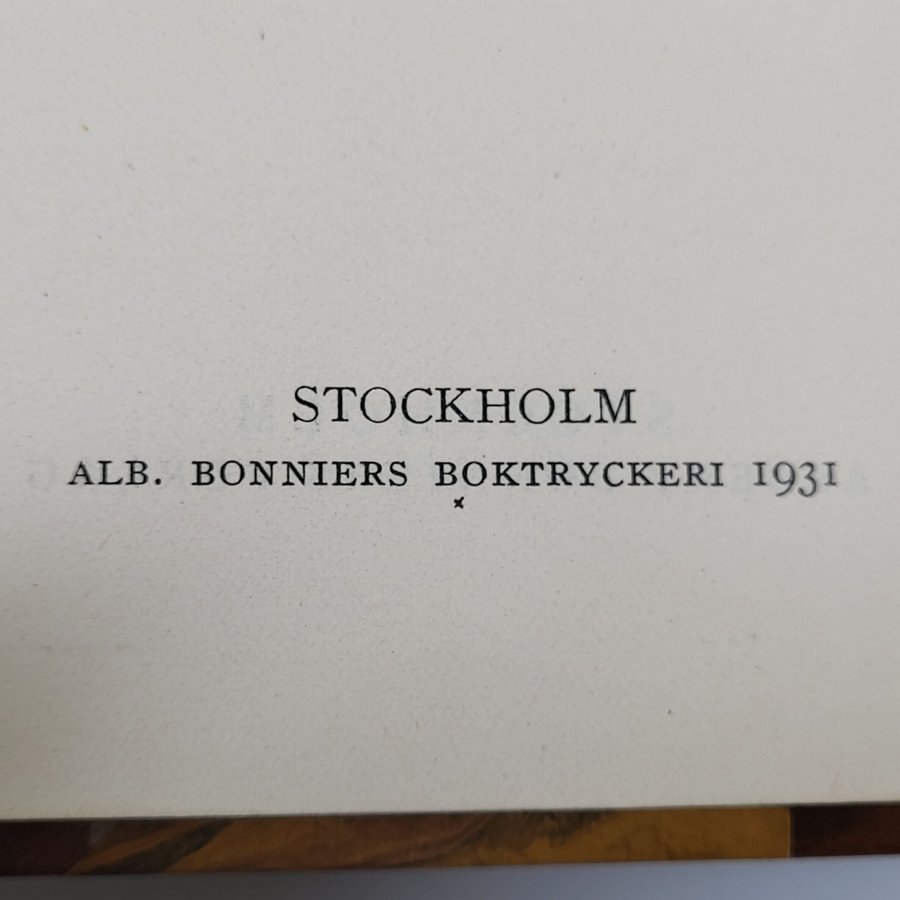 STOCKHOLM
ALB. BONNIERS BOKTRYCKERI 1931